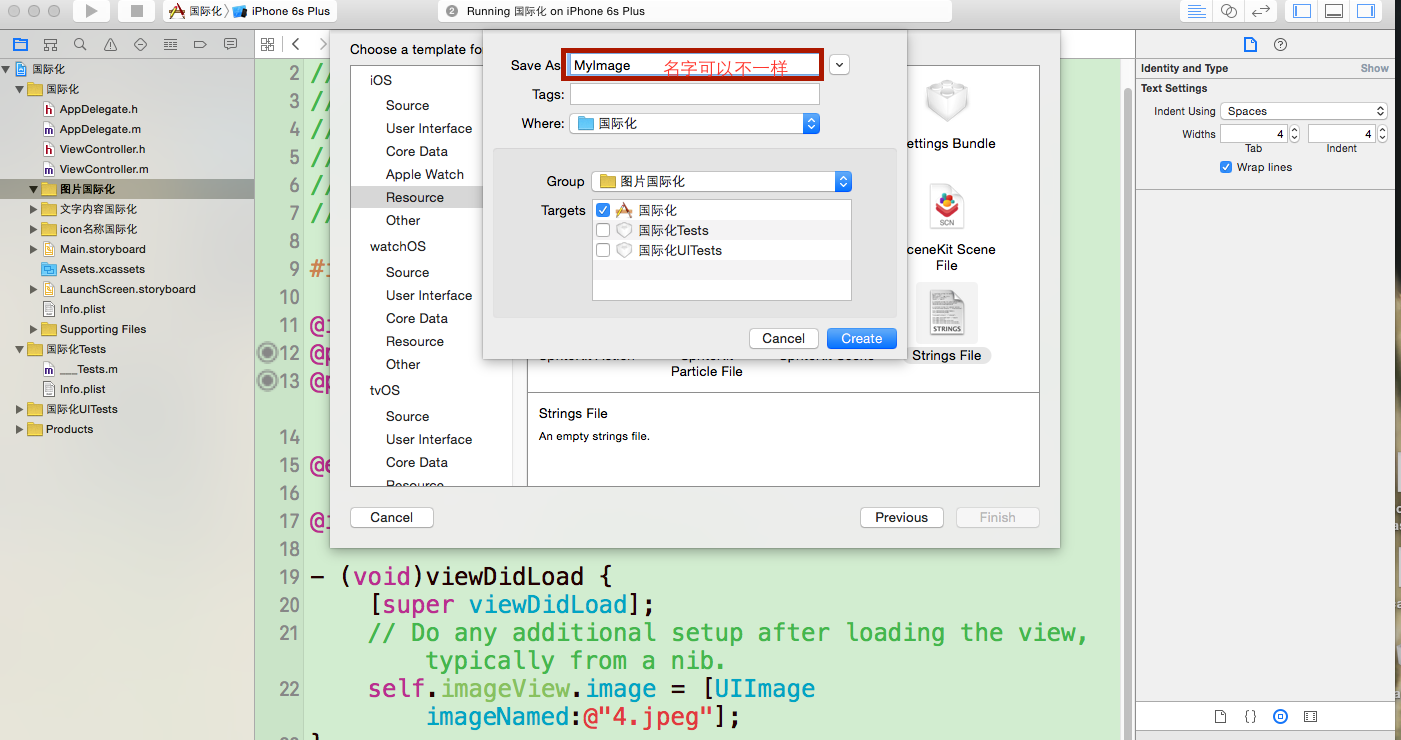 国际化 iPhone 6s Plus
2 Running 国际化 on iPhone 6s Plus
国际化
国际化
AppDelegate.h
AppDelegate.m
ViewController.h
ViewController.m
图片国际化
文字内容国际化
icon名称国际化
Main.storyboard
Assets.xcassets
LaunchScreen.storyboard
Info.plist
Supporting Files
国际化Tests
___Tests.m
Info.plist
国际化UITests
Products
Choose a template fo
iOS
Source
User Interface
Core Data
Apple Watch
Resource
Other
watchOS
Source
User Interface
Core Data
Resource
Other
tvOS
Source
User Interface
Core Data
Resource
Save As
MyImage 名字可以不一样
Tags:
Where: 国际化
Group 图片国际化
Targets 国际化
国际化Tests
国际化UITests
Cancel Create
ettings Bundle
SCN
ceneKit Scene
File
STRINGS
Strings File
Particle File
Strings File
An empty strings file.
Cancel Previous Finish
2 //
3 //
4 //
5 //
6 //
7 //
8
9 #i
10
11 @i
12 @p
13 @p
14
15 @e
16
17 @i
18
19 - (void)viewDidLoad {
20 [super viewDidLoad];
21 // Do any additional setup after loading the view,
typically from a nib.
22 self.imageView.image = [UIImage
imageNamed:@"4.jpeg"];
Identity and Type Show
Text Settings
Indent Using Spaces
Widths 4 4
Tab Indent
Wrap lines